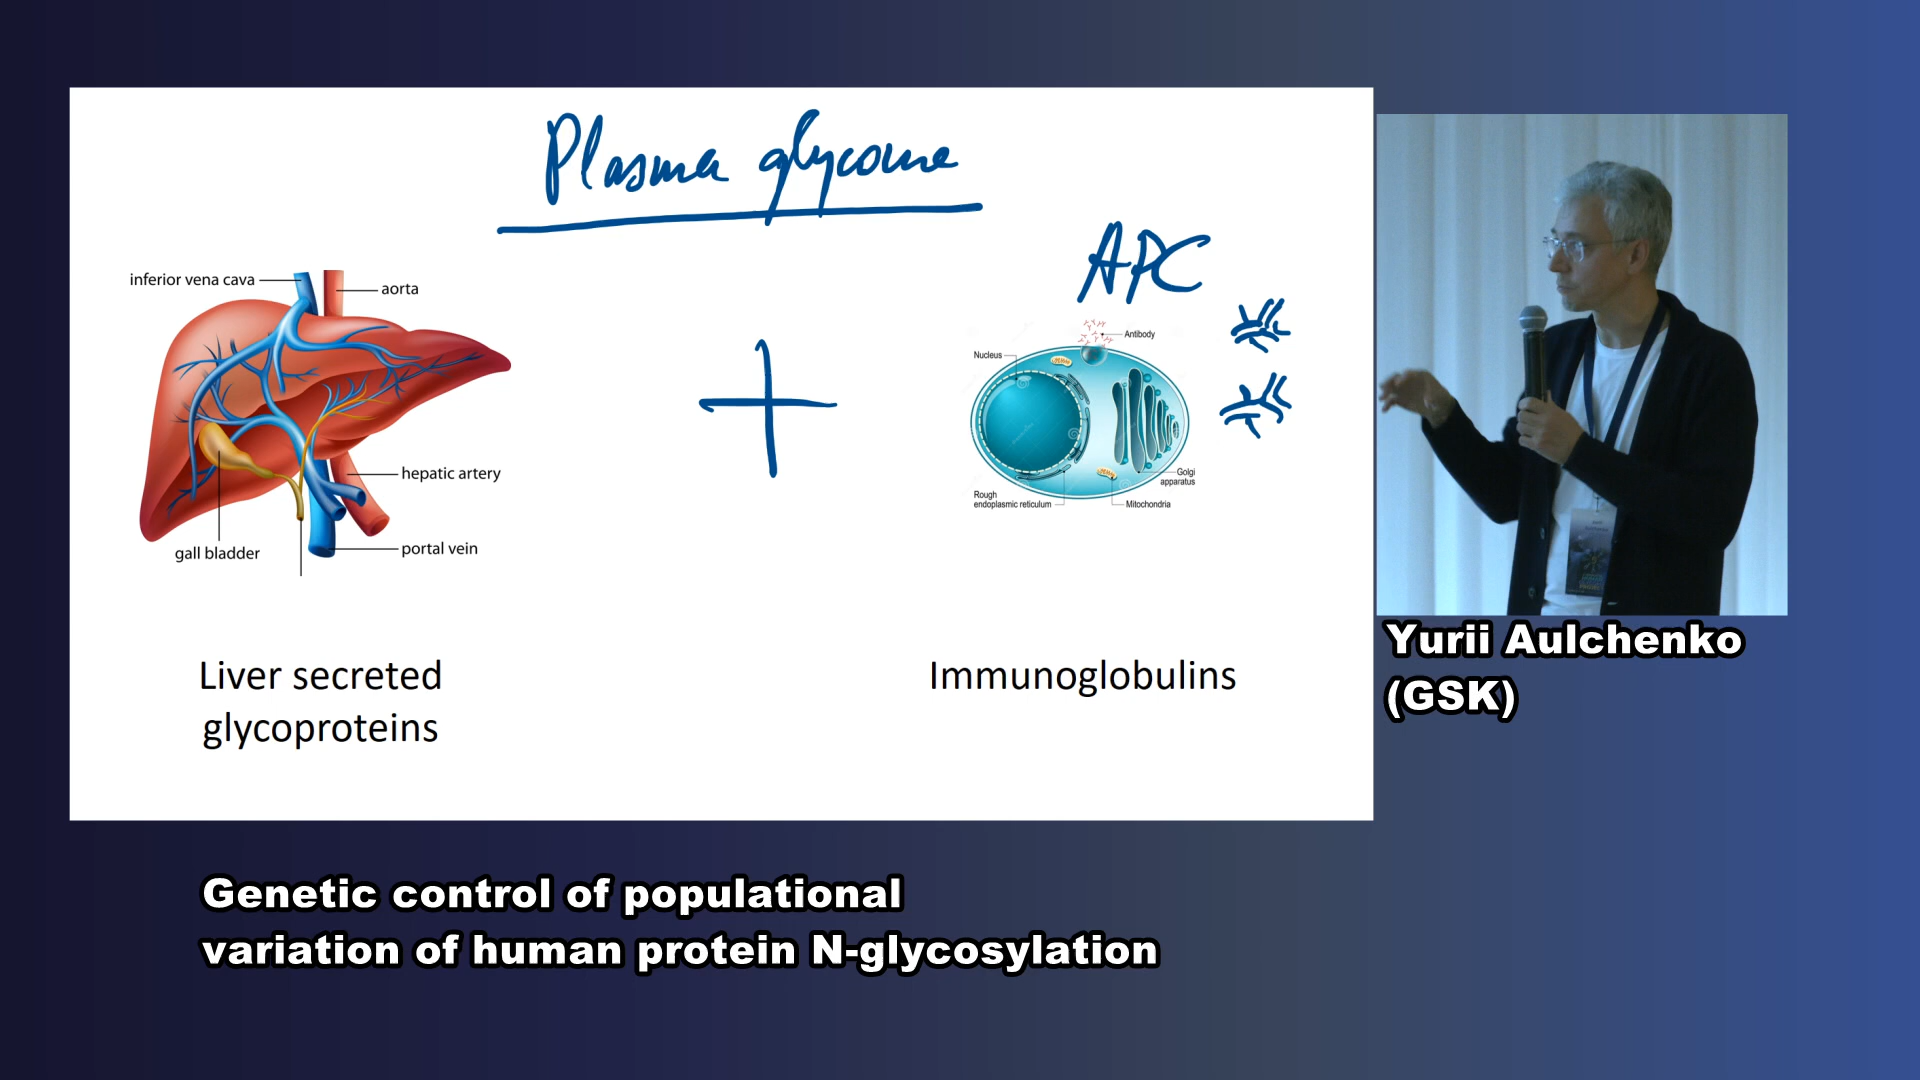 Plasma glycome
APC
inferior vena cava
aorta
hepatic artery
gall bladder
portal vein
Antibody
Nucleus
Golgi
apparatus
Rough
endoplasmic reticulum
Mitochondria
Liver secreted
glycoproteins
Immunoglobulins
Yurii Aulchenko
(GSK)
Genetic control of populational
variation of human protein N-glycosylation